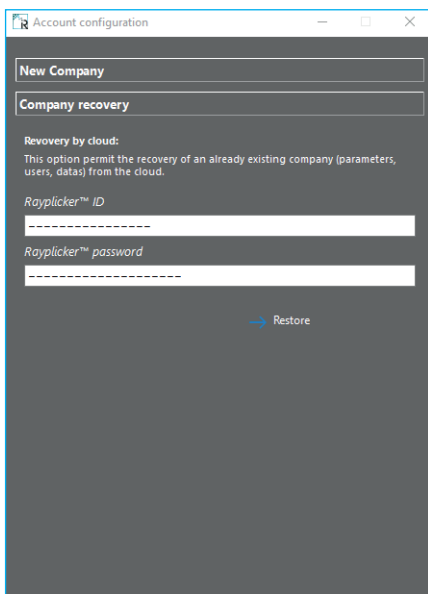 R Account configuration
New Company
Company recovery
Revovery by cloud:
This option permit the recovery of an already existing company (parameters,
users, datas) from the cloud.
Rayplicker™ ID
----------------
Rayplicker™ password
--------------------
Restore